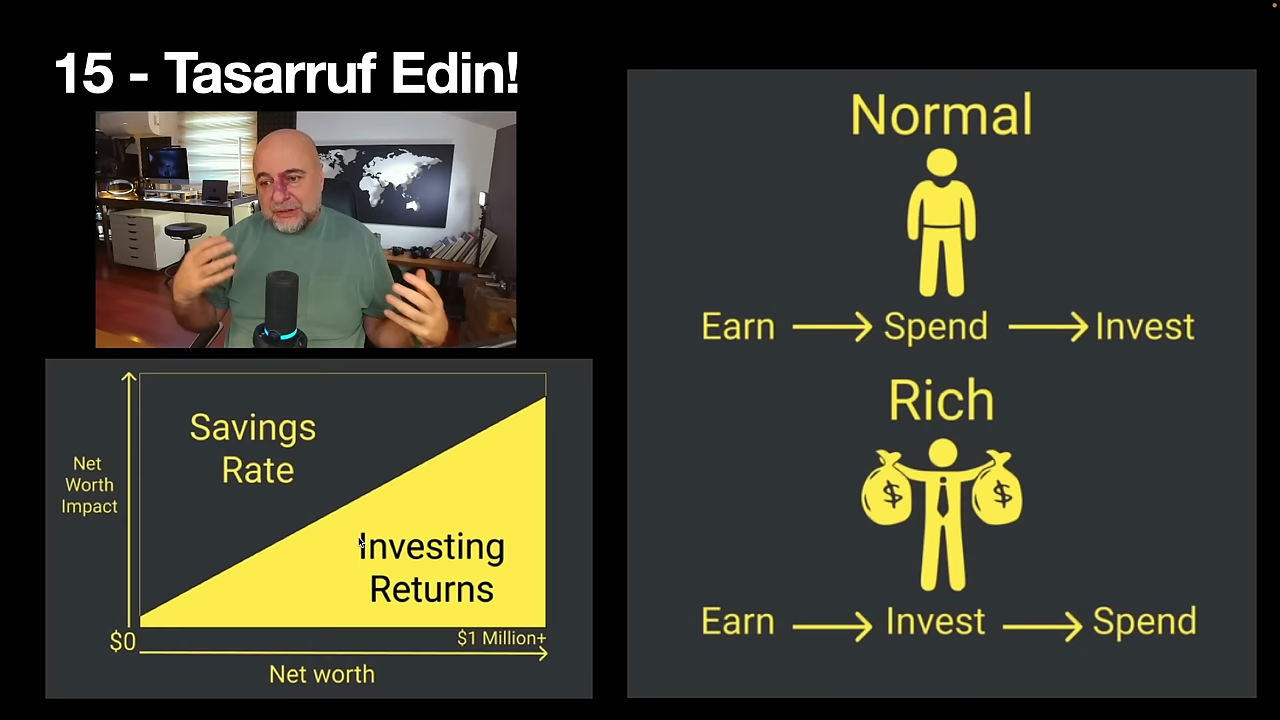 15 - Tasarruf Edin!
Savings
Rate
Net
Worth
Impact
Investing
Returns
$0
$1 Million+
Net worth
Normal
Earn → Spend → Invest
Rich
$ $
Earn → Invest → Spend